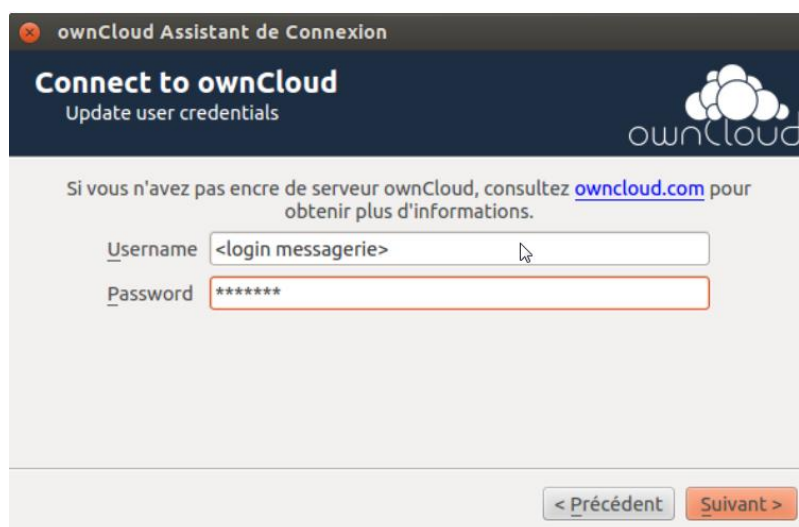 ownCloud Assistant de Connexion
Connect to ownCloud
Update user credentials
ownCloud
Si vous n'avez pas encre de serveur ownCloud, consultez owncloud.com pour
obtenir plus d'informations.
Username <login messagerie>
Password *******
< Précédent Suivant >